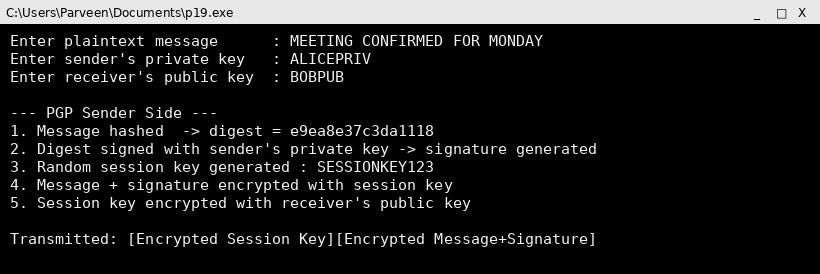 C:\Users\Parveen\Documents\p19.exe
Enter plaintext message      : MEETING CONFIRMED FOR MONDAY
Enter sender's private key   : ALICEPRIV
Enter receiver's public key  : BOBPUB
--- PGP Sender Side ---
1. Message hashed  -> digest = e9ea8e37c3da1118
2. Digest signed with sender's private key -> signature generated
3. Random session key generated : SESSIONKEY123
4. Message + signature encrypted with session key
5. Session key encrypted with receiver's public key
Transmitted: [Encrypted Session Key][Encrypted Message+Signature]